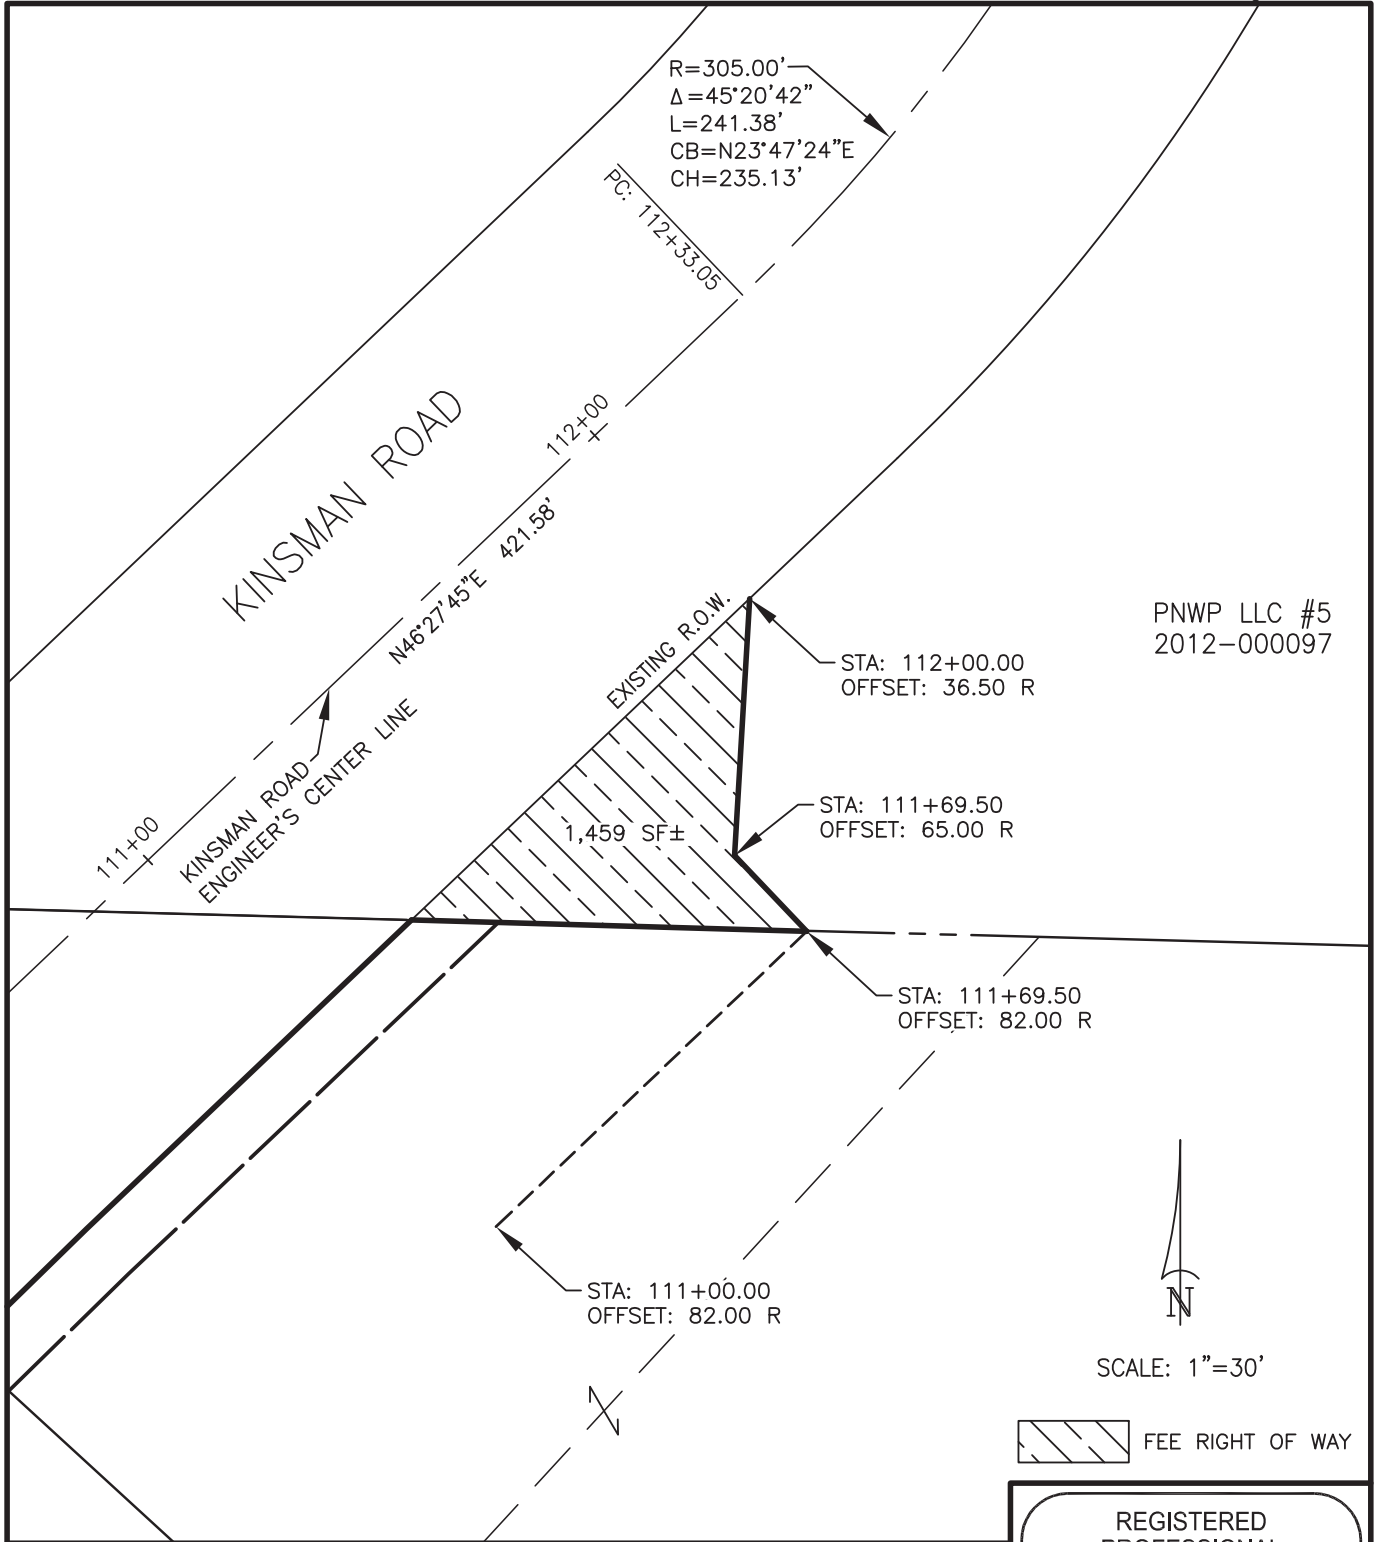 R=305.00'
Δ=45°20'42"
L=241.38'
CB=N23°47'24"E
CH=235.13'
PC: 112+33.05
KINSMAN ROAD
112+00
N46°27'45"E 421.58'
EXISTING R.O.W.
PNWP LLC #5
2012-000097
STA: 112+00.00
OFFSET: 36.50 R
KINSMAN ROAD
ENGINEER'S CENTER LINE
111+00
1,459 SF±
STA: 111+69.50
OFFSET: 65.00 R
STA: 111+69.50
OFFSET: 82.00 R
STA: 111+00.00
OFFSET: 82.00 R
N
SCALE: 1"=30'
FEE RIGHT OF WAY
REGISTERED
PROFESSIONAL